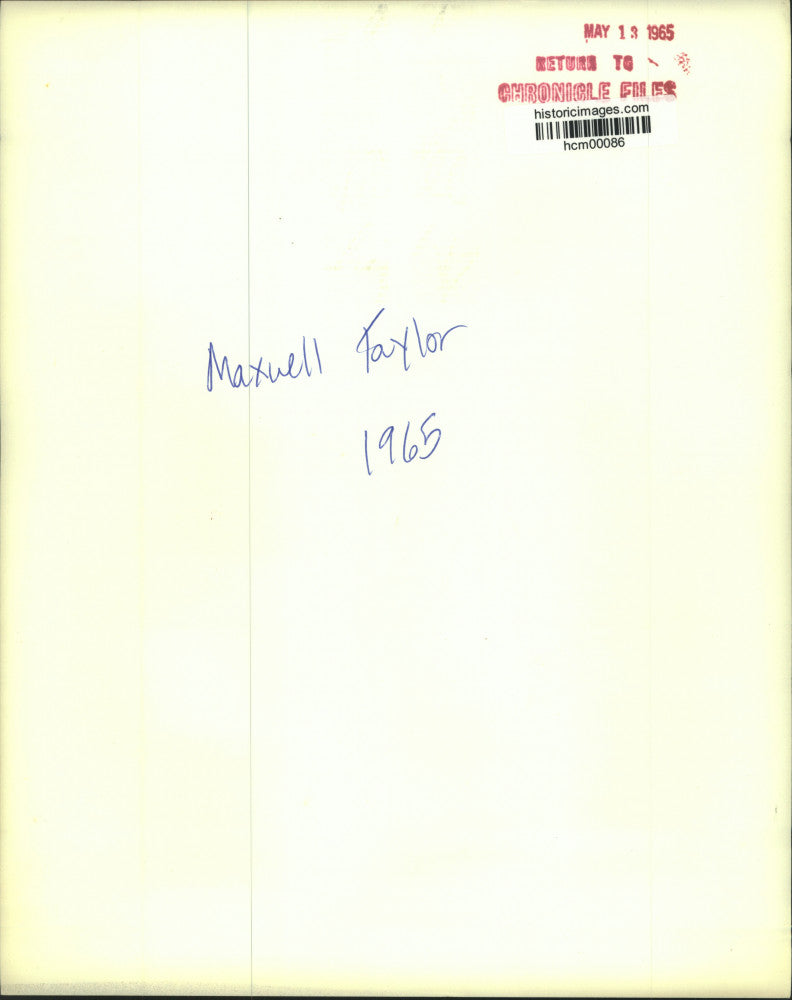 MAY 13 1965
RETURN TO
CHRONICLE FILES
historicimages.com
hcm00086
Maxwell Taylor
1965